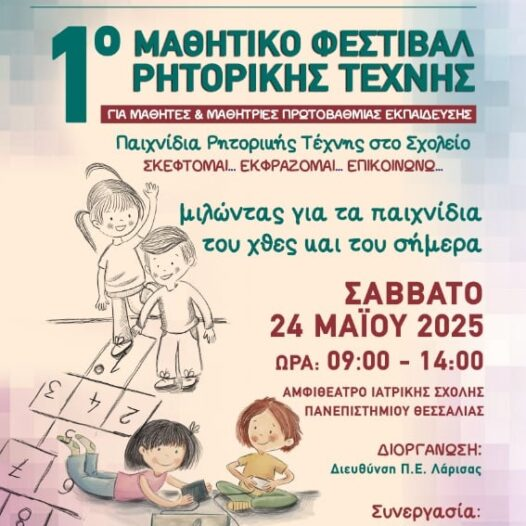 1ο ΜΑΘΗΤΙΚΟ ΦΕΣΤΙΒΑΛ
ΡΗΤΟΡΙΚΗΣ ΤΕΧΝΗΣ
ΓΙΑ ΜΑΘΗΤΕΣ & ΜΑΘΗΤΡΙΕΣ ΠΡΩΤΟΒΑΘΜΙΑΣ ΕΚΠΑΙΔΕΥΣΗΣ
Παιχνίδια Ρητορικής Τέχνης στο Σχολείο
ΣΚΕΦΤΟΜΑΙ... ΕΚΦΡΑΖΟΜΑΙ... ΕΠΙΚΟΙΝΩΝΩ...
μιλώντας για τα παιχνίδια
του χθες και του σήμερα
ΣΑΒΒΑΤΟ
24 ΜΑΪΟΥ 2025
ΩΡΑ: 09:00 - 14:00
ΑΜΦΙΘΕΑΤΡΟ ΙΑΤΡΙΚΗΣ ΣΧΟΛΗΣ
ΠΑΝΕΠΙΣΤΗΜΙΟΥ ΘΕΣΣΑΛΙΑΣ
ΔΙΟΡΓΑΝΩΣΗ:
Διευθύνση Π.Ε. Λάρισας
Συνεργασία:
1
2
3
4